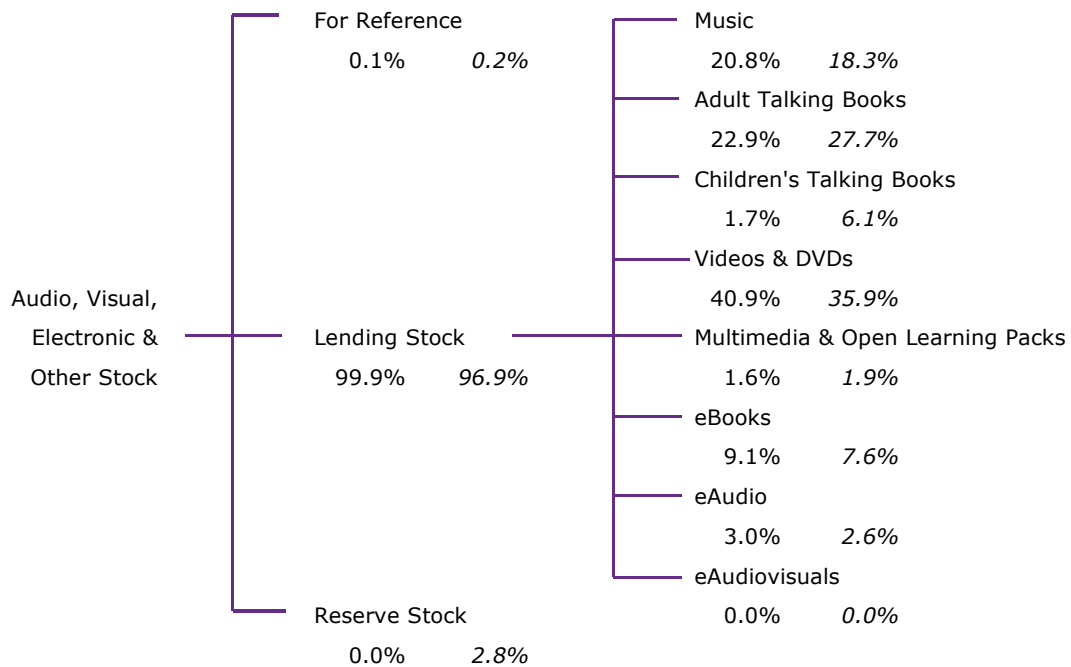 For Reference
0.1% 0.2%
Audio, Visual,
Electronic &
Other Stock
Lending Stock
99.9% 96.9%
Reserve Stock
0.0% 2.8%
Music
20.8% 18.3%
Adult Talking Books
22.9% 27.7%
Children's Talking Books
1.7% 6.1%
Videos & DVDs
40.9% 35.9%
Multimedia & Open Learning Packs
1.6% 1.9%
eBooks
9.1% 7.6%
eAudio
3.0% 2.6%
eAudiovisuals
0.0% 0.0%